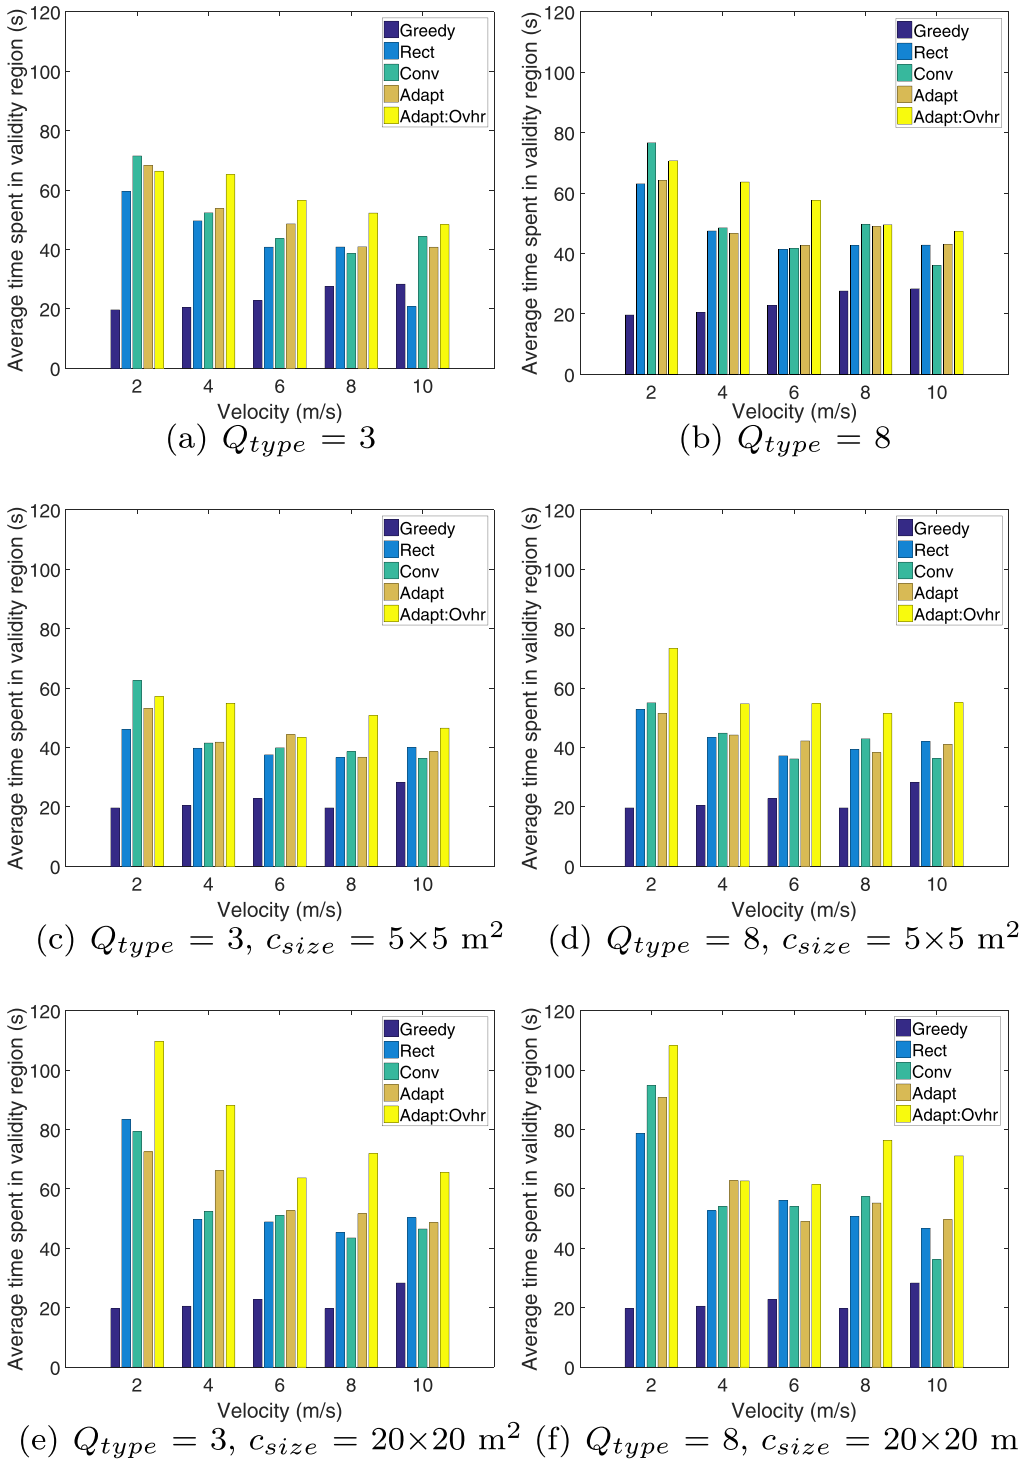 Average time spent in validity region (s)
120
100
80
60
40
20
0
Greedy
Rect
Conv
Adapt
Adapt:Ovhr
2 4 6 8 10
Velocity (m/s)
(a) Q_type = 3
Average time spent in validity region (s)
120
100
80
60
40
20
0
Greedy
Rect
Conv
Adapt
Adapt:Ovhr
2 4 6 8 10
Velocity (m/s)
(b) Q_type = 8
Average time spent in validity region (s)
120
100
80
60
40
20
0
Greedy
Rect
Conv
Adapt
Adapt:Ovhr
2 4 6 8 10
Velocity (m/s)
(c) Q_type = 3, c_size = 5×5 m²
Average time spent in validity region (s)
120
100
80
60
40
20
0
Greedy
Rect
Conv
Adapt
Adapt:Ovhr
2 4 6 8 10
Velocity (m/s)
(d) Q_type = 8, c_size = 5×5 m²
Average time spent in validity region (s)
120
100
80
60
40
20
0
Greedy
Rect
Conv
Adapt
Adapt:Ovhr
2 4 6 8 10
Velocity (m/s)
(e) Q_type = 3, c_size = 20×20 m²
Average time spent in validity region (s)
120
100
80
60
40
20
0
Greedy
Rect
Conv
Adapt
Adapt:Ovhr
2 4 6 8 10
Velocity (m/s)
(f) Q_type = 8, c_size = 20×20 m